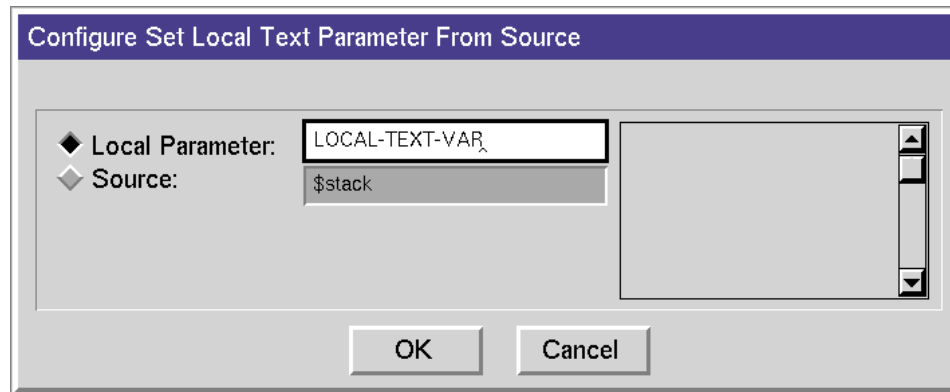 Configure Set Local Text Parameter From Source
Local Parameter: LOCAL-TEXT-VAR
Source: $stack
OK Cancel